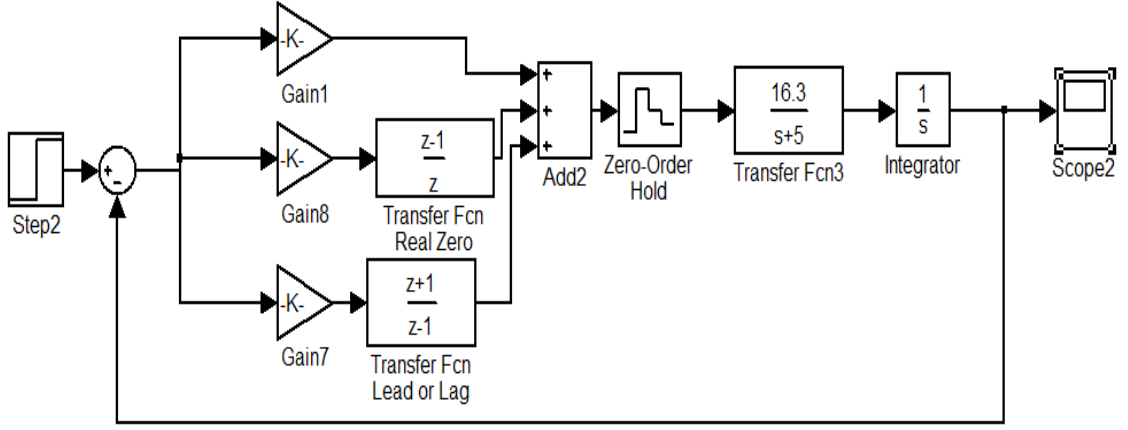 -K-
Gain1
+
+
+
Add2
Zero-Order
Hold
16.3
s+5
Transfer Fcn3
1
s
Integrator
Scope2
Step2
+
-
-K-
Gain8
z-1
z
Transfer Fcn
Real Zero
-K-
Gain7
z+1
z-1
Transfer Fcn
Lead or Lag